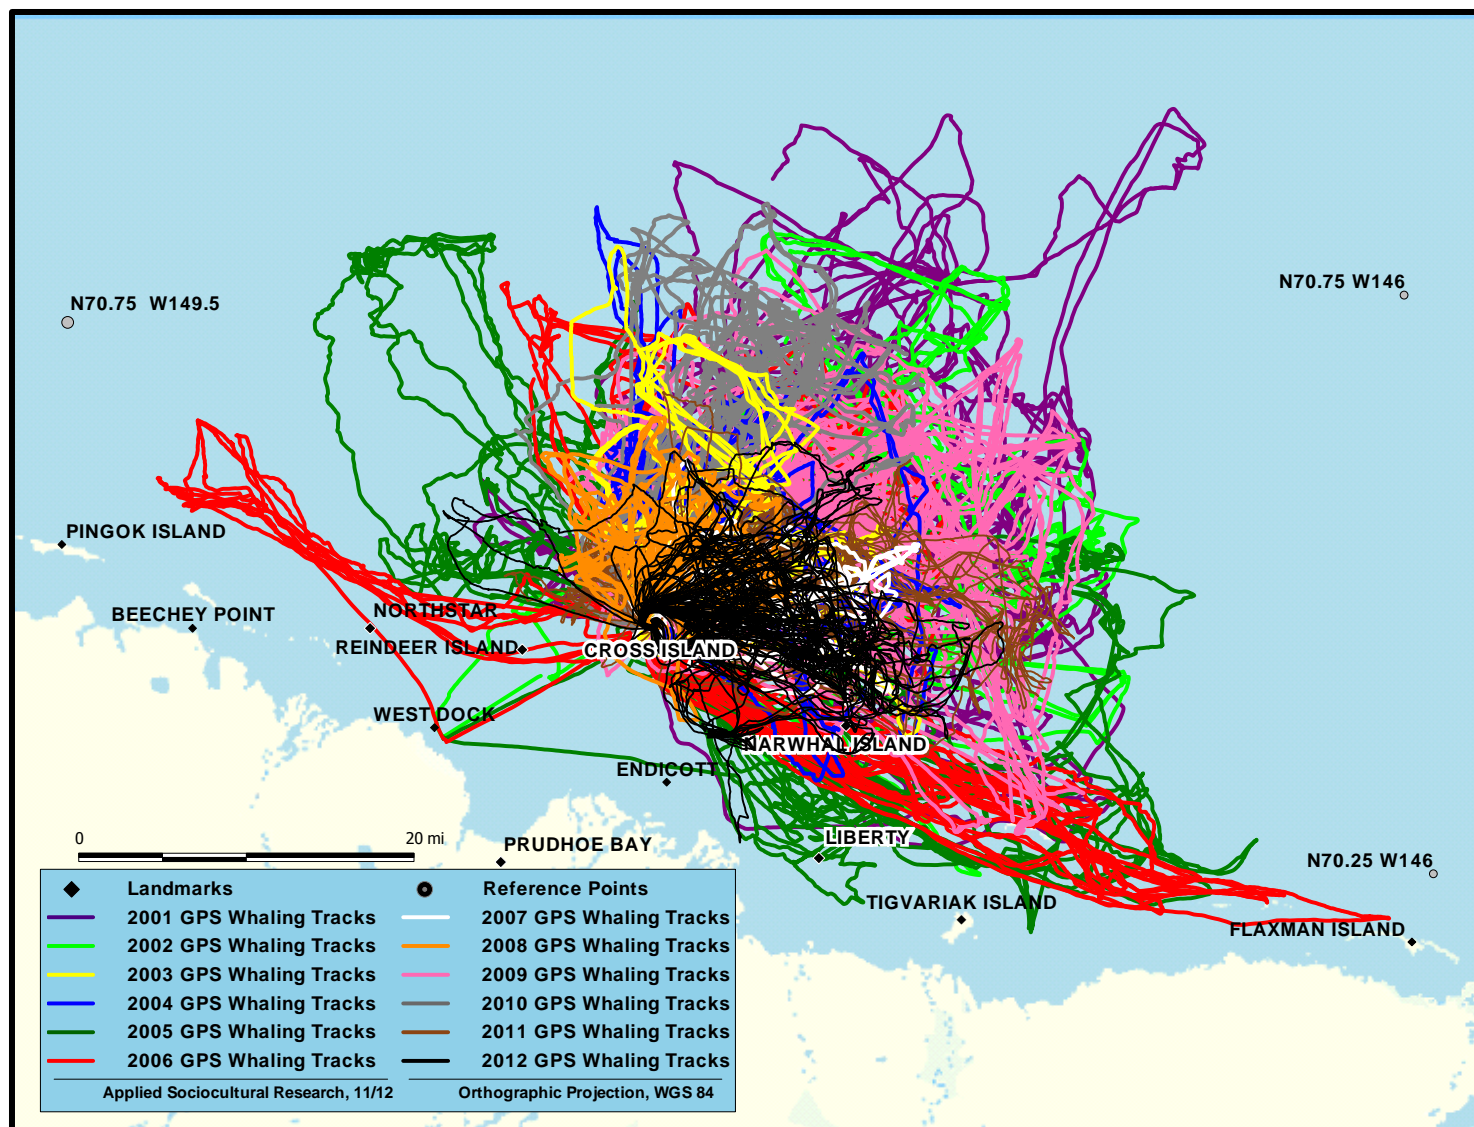 N70.75 W146
N70.75 W149.5
PINGOK ISLAND
BEECHEY POINT
NORTHSTAR
REINDEER ISLAND
CROSS ISLAND
WEST DOCK
NARWHAL ISLAND
ENDICOTT
0 20 mi
PRUDHOE BAY
LIBERTY
N70.25 W146
TIGVARIAK ISLAND
FLAXMAN ISLAND
Landmarks Reference Points
2001 GPS Whaling Tracks 2007 GPS Whaling Tracks
2002 GPS Whaling Tracks 2008 GPS Whaling Tracks
2003 GPS Whaling Tracks 2009 GPS Whaling Tracks
2004 GPS Whaling Tracks 2010 GPS Whaling Tracks
2005 GPS Whaling Tracks 2011 GPS Whaling Tracks
2006 GPS Whaling Tracks 2012 GPS Whaling Tracks
Applied Sociocultural Research, 11/12 Orthographic Projection, WGS 84